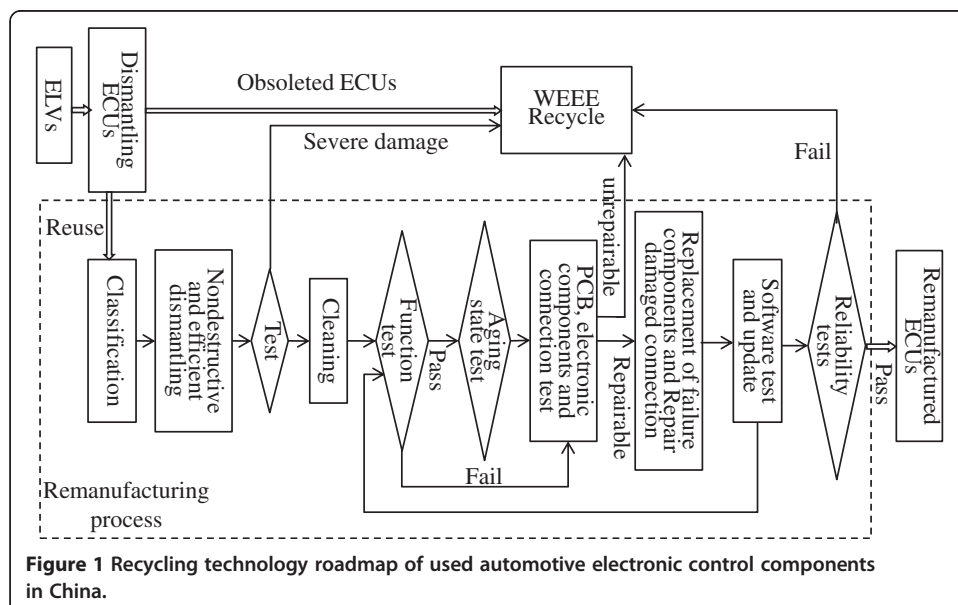 ELVs
Dismantling
ECUs
Obsoleted ECUs
WEEE
Recycle
Severe damage
Fail
Reuse
unrepairable
Classification
Nondestructive
and efficient
dismantling
Test
Cleaning
Function
test
Pass
Aging
state test
PCB, electronic
components and
connection test
Repairable
Replacement of failure
components and Repair
damaged connection
Software test
and update
Reliability
tests
Pass
Remanufactured
ECUs
Fail
Remanufacturing
process
Figure 1 Recycling technology roadmap of used automotive electronic control components
in China.